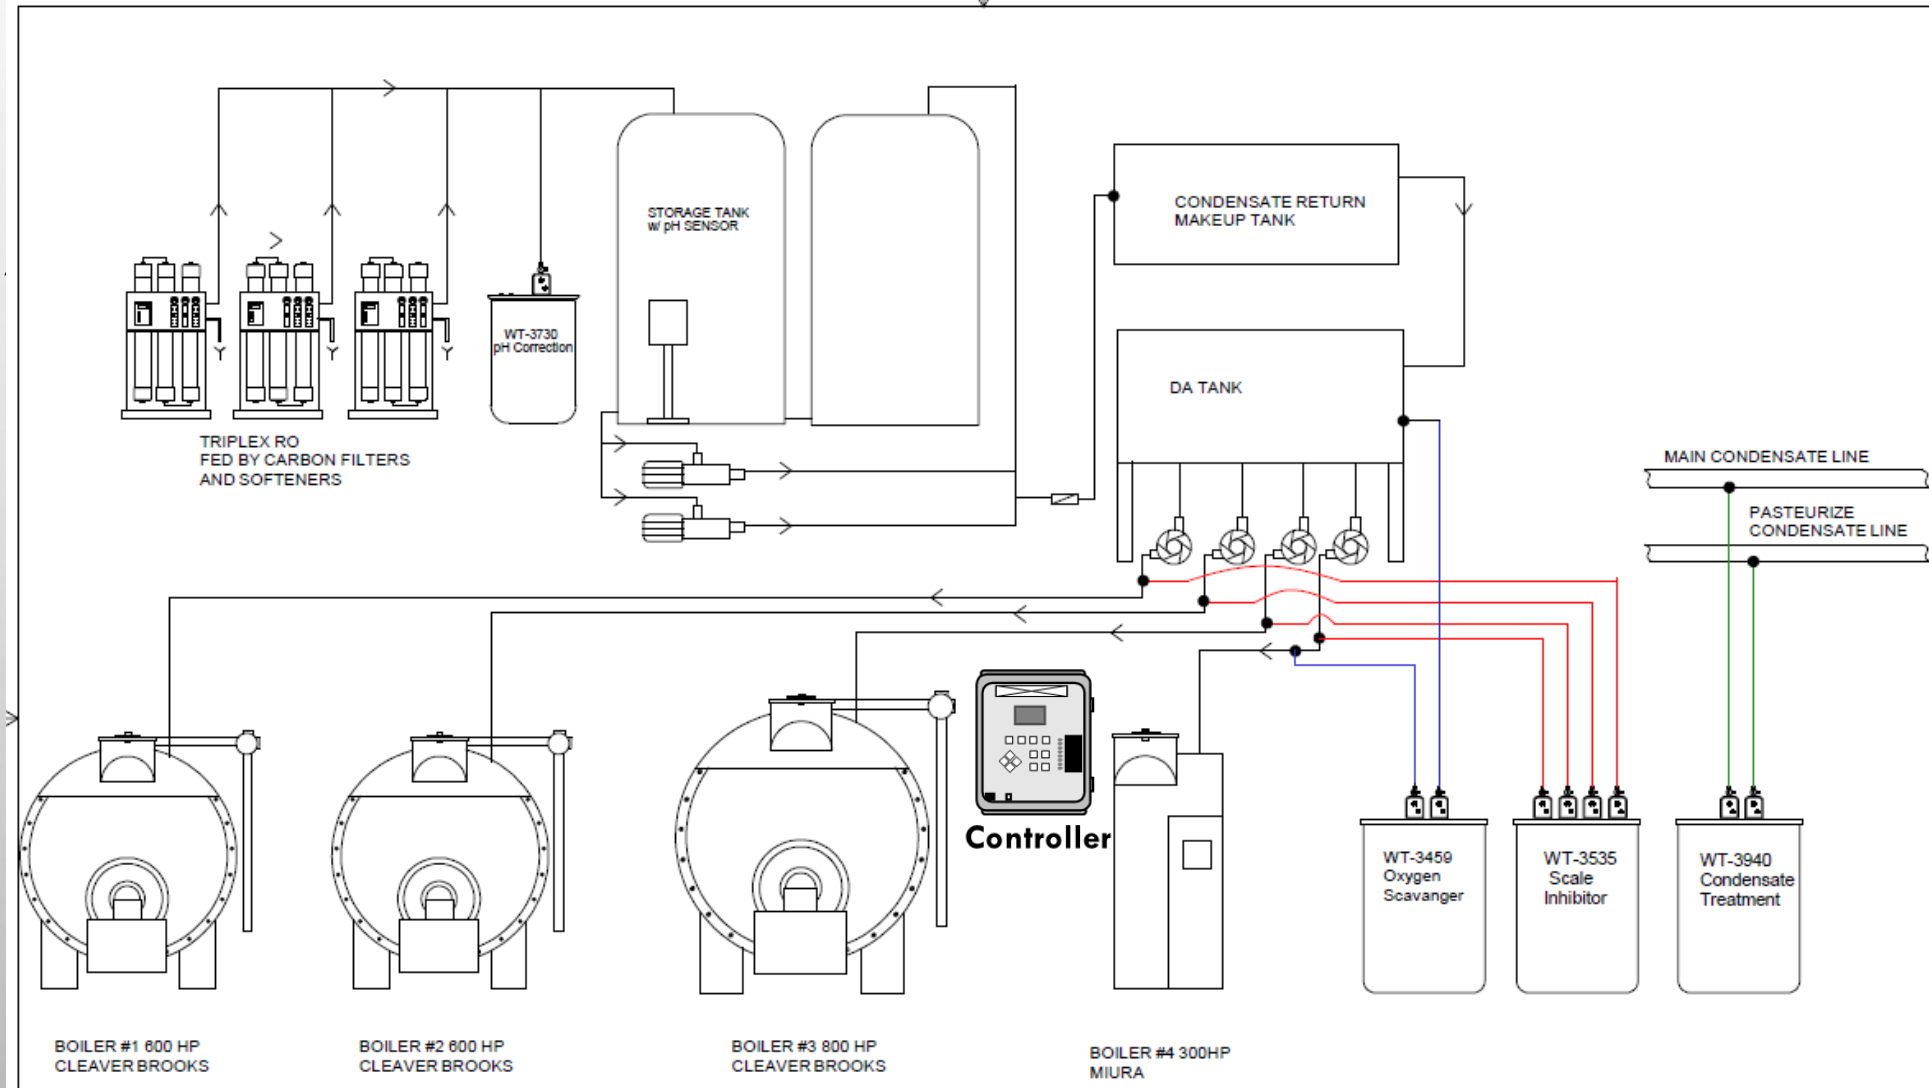 STORAGE TANK
w/ pH SENSOR
CONDENSATE RETURN
MAKEUP TANK
WT-3730
pH Correction
DA TANK
TRIPLEX RO
FED BY CARBON FILTERS
AND SOFTENERS
MAIN CONDENSATE LINE
PASTEURIZE
CONDENSATE LINE
Controller
WT-3459
Oxygen
Scavanger
WT-3535
Scale
Inhibitor
WT-3940
Condensate
Treatment
BOILER #1 600 HP
CLEAVER BROOKS
BOILER #2 600 HP
CLEAVER BROOKS
BOILER #3 800 HP
CLEAVER BROOKS
BOILER #4 300HP
MIURA